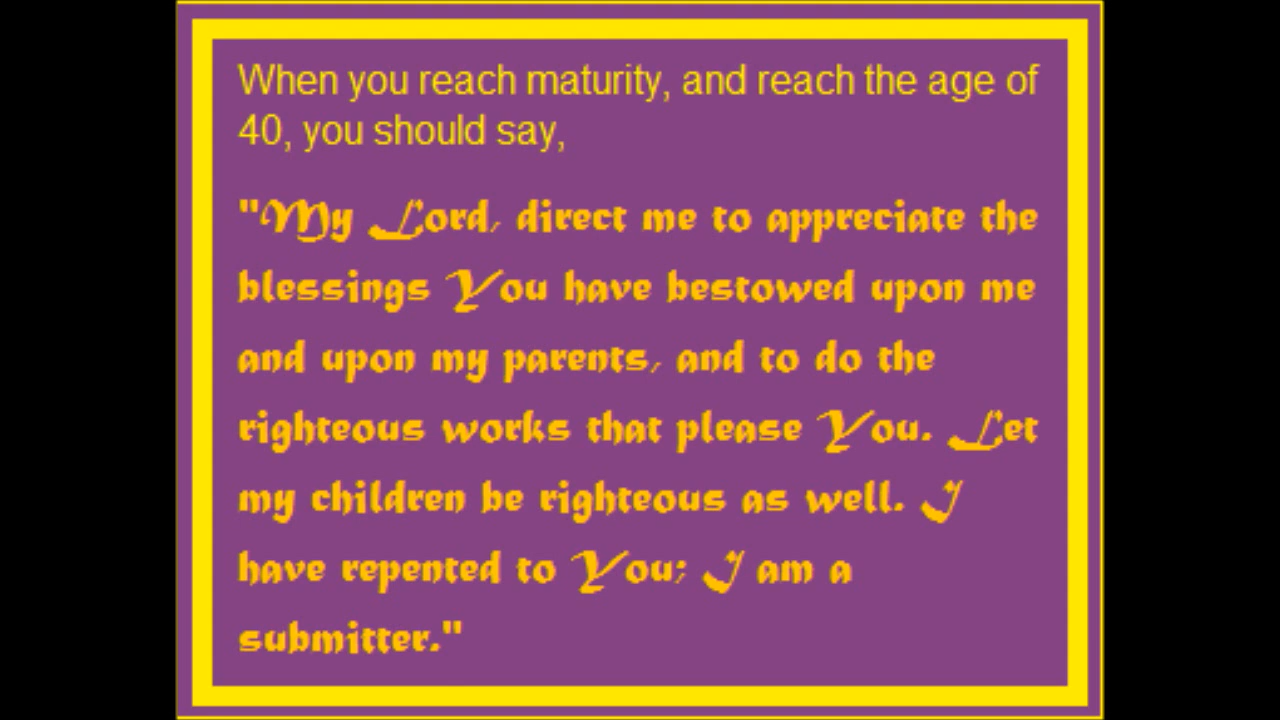 When you reach maturity, and reach the age of
40, you should say,
"My Lord, direct me to appreciate the
blessings You have bestowed upon me
and upon my parents, and to do the
righteous works that please You. Let
my children be righteous as well. I
have repented to You; I am a
submitter."